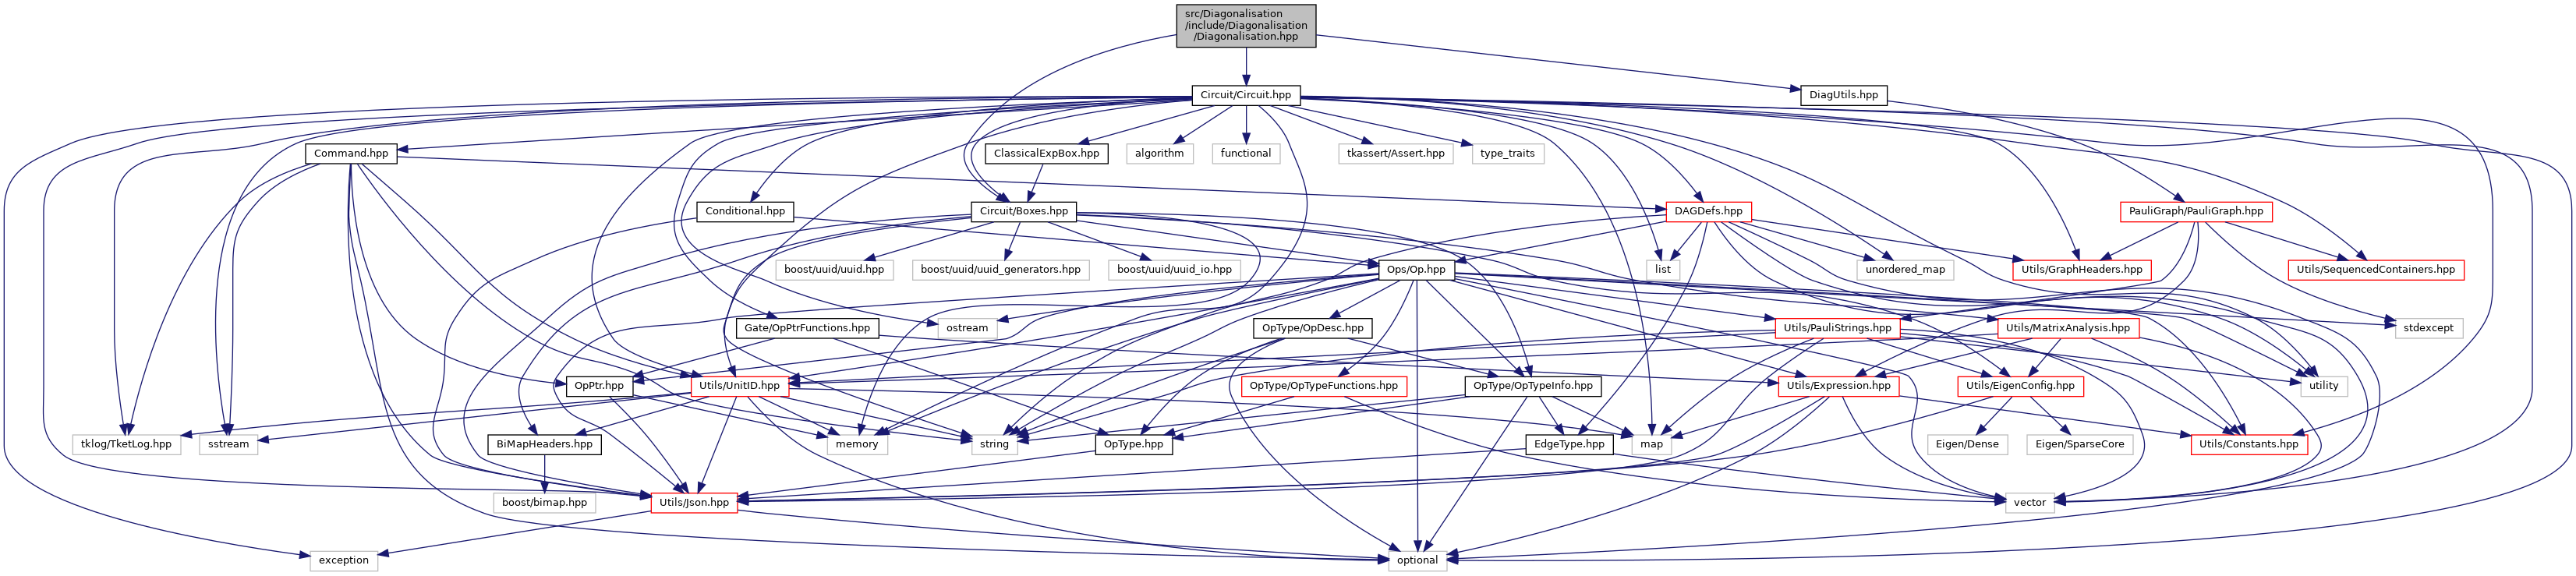 src/Diagonalisation
/include/Diagonalisation
/Diagonalisation.hpp
Circuit/Circuit.hpp
DiagUtils.hpp
Command.hpp
ClassicalExpBox.hpp
algorithm
functional
tkassert/Assert.hpp
type_traits
Conditional.hpp
Circuit/Boxes.hpp
DAGDefs.hpp
PauliGraph/PauliGraph.hpp
boost/uuid/uuid.hpp
boost/uuid/uuid_generators.hpp
boost/uuid/uuid_io.hpp
Ops/Op.hpp
list
unordered_map
Utils/GraphHeaders.hpp
Utils/SequencedContainers.hpp
Gate/OpPtrFunctions.hpp
ostream
OpType/OpDesc.hpp
Utils/PauliStrings.hpp
Utils/MatrixAnalysis.hpp
stdexcept
OpPtr.hpp
Utils/UnitID.hpp
OpType/OpTypeFunctions.hpp
OpType/OpTypeInfo.hpp
Utils/Expression.hpp
Utils/EigenConfig.hpp
utility
tklog/TketLog.hpp
sstream
BiMapHeaders.hpp
memory
string
OpType.hpp
EdgeType.hpp
map
Eigen/Dense
Eigen/SparseCore
Utils/Constants.hpp
boost/bimap.hpp
Utils/Json.hpp
vector
exception
optional